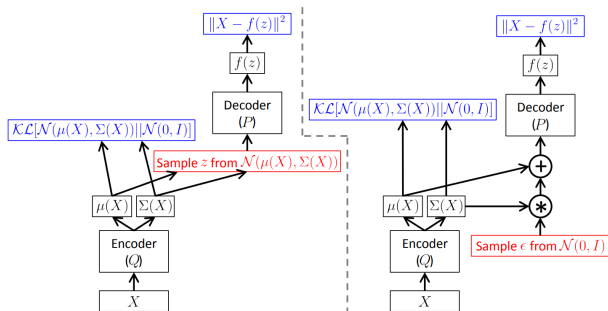 ‖X − f(z)‖²
f(z)
Decoder
(P)
𝒦ℒ[𝒩(μ(X), Σ(X))||𝒩(0, I)]
Sample z from 𝒩(μ(X), Σ(X))
μ(X)
Σ(X)
Encoder
(Q)
X
‖X − f(z)‖²
f(z)
Decoder
(P)
𝒦ℒ[𝒩(μ(X), Σ(X))||𝒩(0, I)]
+
μ(X)
Σ(X)
*
Sample ϵ from 𝒩(0, I)
Encoder
(Q)
X